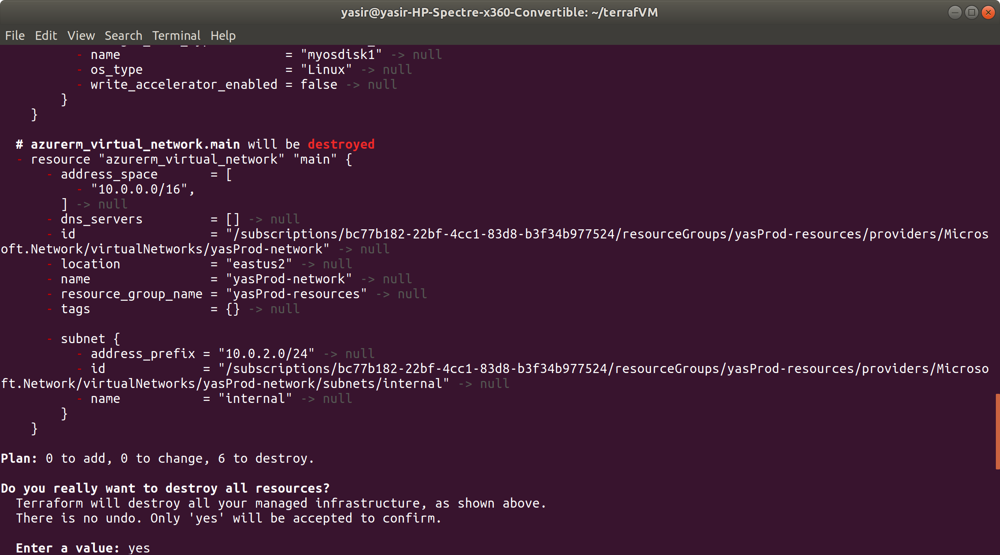 yasir@yasir-HP-Spectre-x360-Convertible: ~/terrafVM
File Edit View Search Terminal Help
- name = "myosdisk1" -> null
- os_type = "Linux" -> null
- write_accelerator_enabled = false -> null
}
}
# azurerm_virtual_network.main will be destroyed
- resource "azurerm_virtual_network" "main" {
- address_space = [
- "10.0.0.0/16",
] -> null
- dns_servers = [] -> null
- id = "/subscriptions/bc77b182-22bf-4cc1-83d8-b3f34b977524/resourceGroups/yasProd-resources/providers/Micros
oft.Network/virtualNetworks/yasProd-network" -> null
- location = "eastus2" -> null
- name = "yasProd-network" -> null
- resource_group_name = "yasProd-resources" -> null
- tags = {} -> null
- subnet {
- address_prefix = "10.0.2.0/24" -> null
- id = "/subscriptions/bc77b182-22bf-4cc1-83d8-b3f34b977524/resourceGroups/yasProd-resources/providers/Microso
ft.Network/virtualNetworks/yasProd-network/subnets/internal" -> null
- name = "internal" -> null
}
}
Plan: 0 to add, 0 to change, 6 to destroy.
Do you really want to destroy all resources?
Terraform will destroy all your managed infrastructure, as shown above.
There is no undo. Only 'yes' will be accepted to confirm.
Enter a value: yes